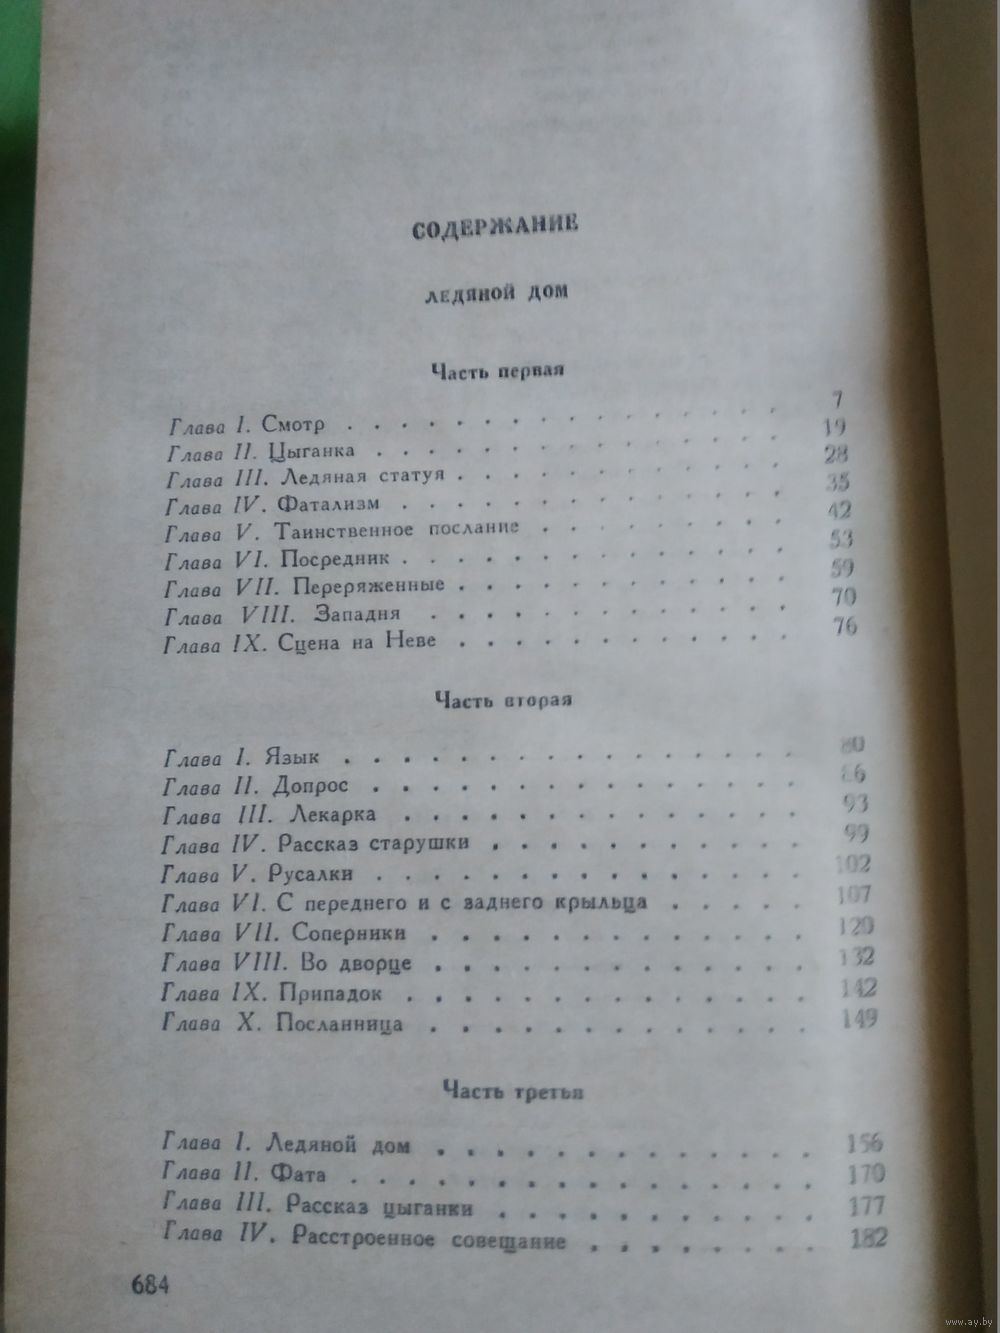 СОДЕРЖАНИЕ
ЛЕДЯНОЙ ДОМ
Часть первая
Глава I. Смотр . . . . . . . . . . . . . . . . 7
Глава II. Цыганка . . . . . . . . . . . . . . . 19
Глава III. Ледяная статуя . . . . . . . . . . . . 28
Глава IV. Фатализм . . . . . . . . . . . . . . 35
Глава V. Таинственное послание . . . . . . . . . 42
Глава VI. Посредник . . . . . . . . . . . . . . 53
Глава VII. Переряженные . . . . . . . . . . . . 59
Глава VIII. Западня . . . . . . . . . . . . . 70
Глава IX. Сцена на Неве . . . . . . . . . . . . 76
Часть вторая
Глава I. Язык . . . . . . . . . . . . . . . . 80
Глава II. Допрос . . . . . . . . . . . . . . . 86
Глава III. Лекарка . . . . . . . . . . . . . . 93
Глава IV. Рассказ старушки . . . . . . . . . . . 99
Глава V. Русалки . . . . . . . . . . . . . . . 102
Глава VI. С переднего и с заднего крыльца . . . . . 107
Глава VII. Соперники . . . . . . . . . . . . . 120
Глава VIII. Во дворце . . . . . . . . . . . . . 132
Глава IX. Припадок . . . . . . . . . . . . . . 142
Глава X. Посланница . . . . . . . . . . . . . 149
Часть третья
Глава I. Ледяной дом . . . . . . . . . . . . . 156
Глава II. Фата . . . . . . . . . . . . . . . . 170
Глава III. Рассказ цыганки . . . . . . . . . . . 177
Глава IV. Расстроенное совещание . . . . . . . . 182
684
www.ay.by